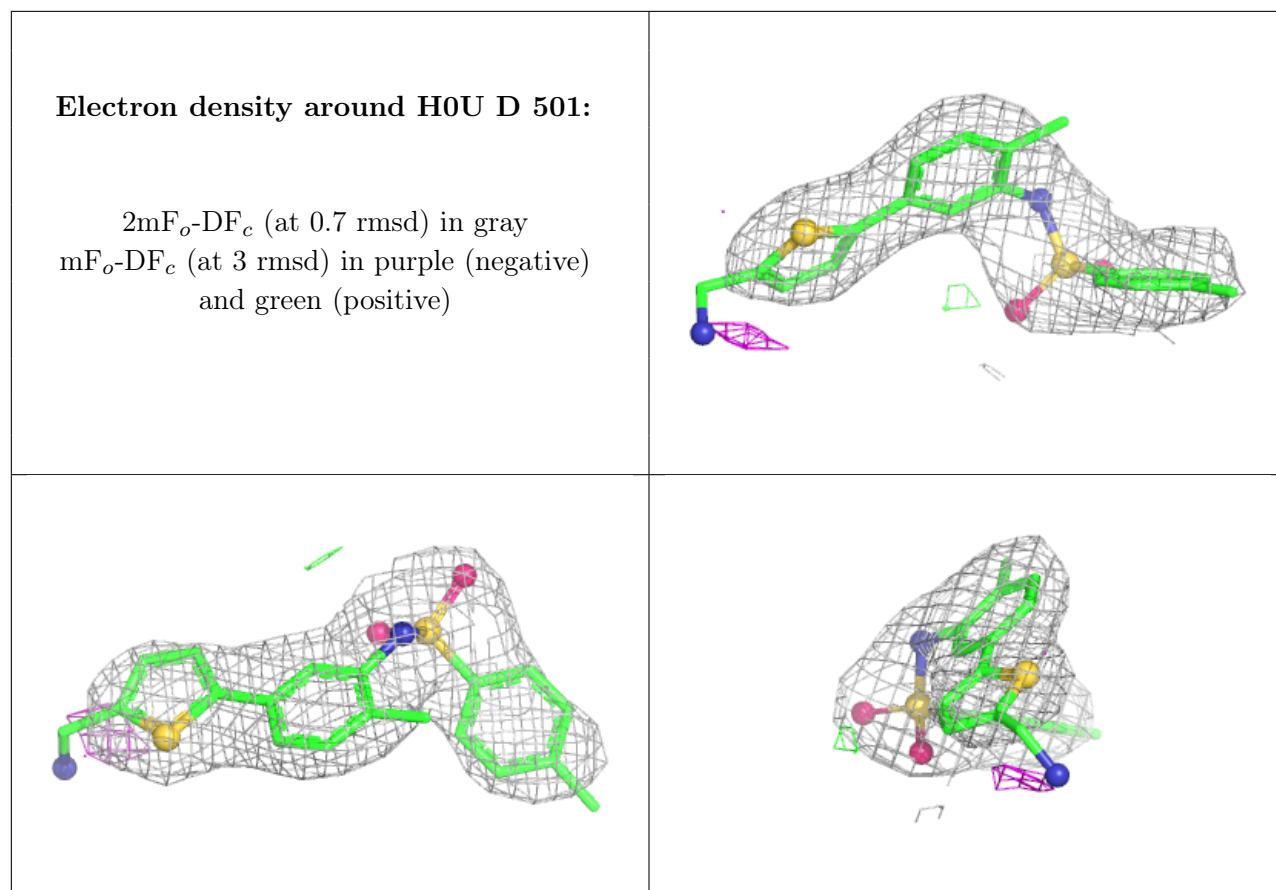 Electron density around H0U D 501:
2mFo-DFc (at 0.7 rmsd) in gray
mFo-DFc (at 3 rmsd) in purple (negative)
and green (positive)